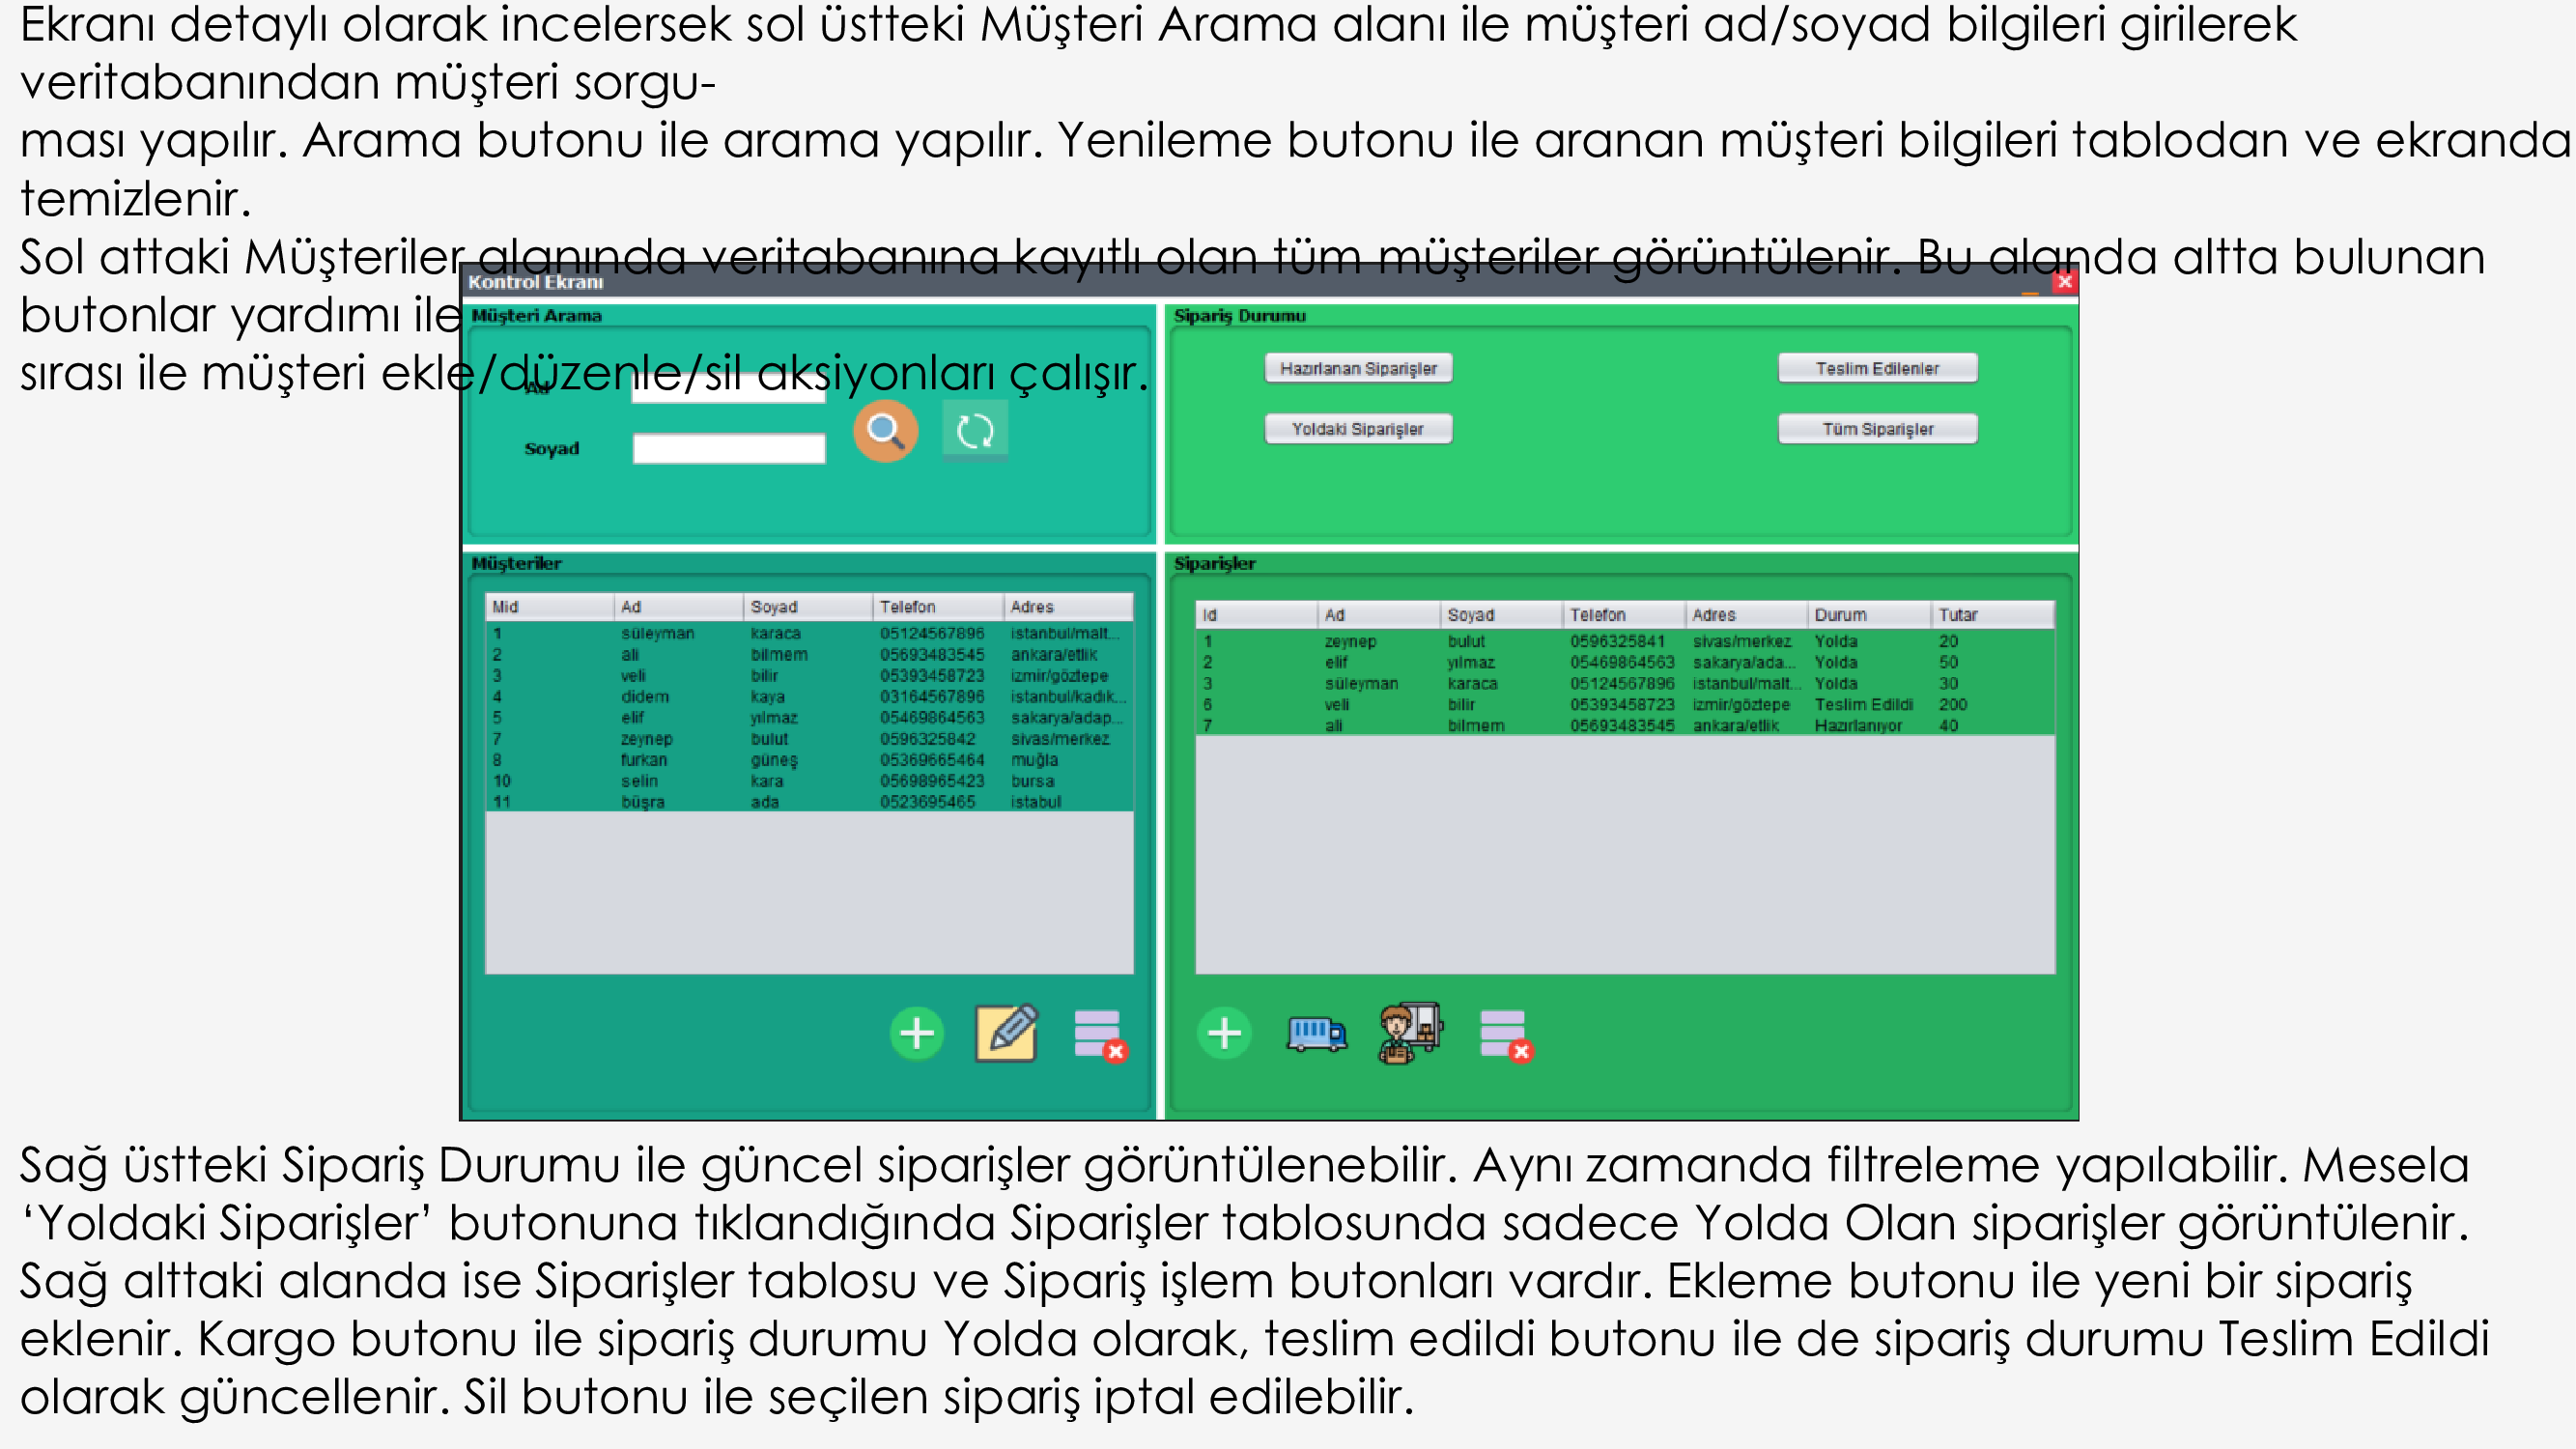 Ekranı detaylı olarak incelersek sol üstteki Müşteri Arama alanı ile müşteri ad/soyad bilgileri girilerek
veritabanından müşteri sorgu-
ması yapılır. Arama butonu ile arama yapılır. Yenileme butonu ile aranan müşteri bilgileri tablodan ve ekranda
temizlenir.
Sol attaki Müşteriler alanında veritabanına kayıtlı olan tüm müşteriler görüntülenir. Bu alanda altta bulunan
butonlar yardımı ile
sırası ile müşteri ekle/düzenle/sil aksiyonları çalışır.
Kontrol Ekranı
Müşteri Arama
Ad
Soyad
Sipariş Durumu
Hazırlanan Siparişler
Teslim Edilenler
Yoldaki Siparişler
Tüm Siparişler
Müşteriler
Mid Ad Soyad Telefon Adres
1 süleyman karaca 05124567896 istanbul/malt...
2 ali bilmem 05693483545 ankara/etlik
3 veli bilir 05393458723 izmir/göztepe
4 didem kaya 03164567896 istanbul/kadık...
5 elif yılmaz 05469864563 sakarya/adap...
7 zeynep bulut 0596325842 sivas/merkez
8 furkan güneş 05369665464 muğla
10 selin kara 05698965423 bursa
11 büşra ada 0523695465 istabul
Siparişler
Id Ad Soyad Telefon Adres Durum Tutar
1 zeynep bulut 0596325841 sivas/merkez Yolda 20
2 elif yılmaz 05469864563 sakarya/ada... Yolda 50
3 süleyman karaca 05124567896 istanbul/malt... Yolda 30
6 veli bilir 05393458723 izmir/göztepe Teslim Edildi 200
7 ali bilmem 05693483545 ankara/etlik Hazırlanıyor 40
Sağ üstteki Sipariş Durumu ile güncel siparişler görüntülenebilir. Aynı zamanda filtreleme yapılabilir. Mesela
‘Yoldaki Siparişler’ butonuna tıklandığında Siparişler tablosunda sadece Yolda Olan siparişler görüntülenir.
Sağ alttaki alanda ise Siparişler tablosu ve Sipariş işlem butonları vardır. Ekleme butonu ile yeni bir sipariş
eklenir. Kargo butonu ile sipariş durumu Yolda olarak, teslim edildi butonu ile de sipariş durumu Teslim Edildi
olarak güncellenir. Sil butonu ile seçilen sipariş iptal edilebilir.